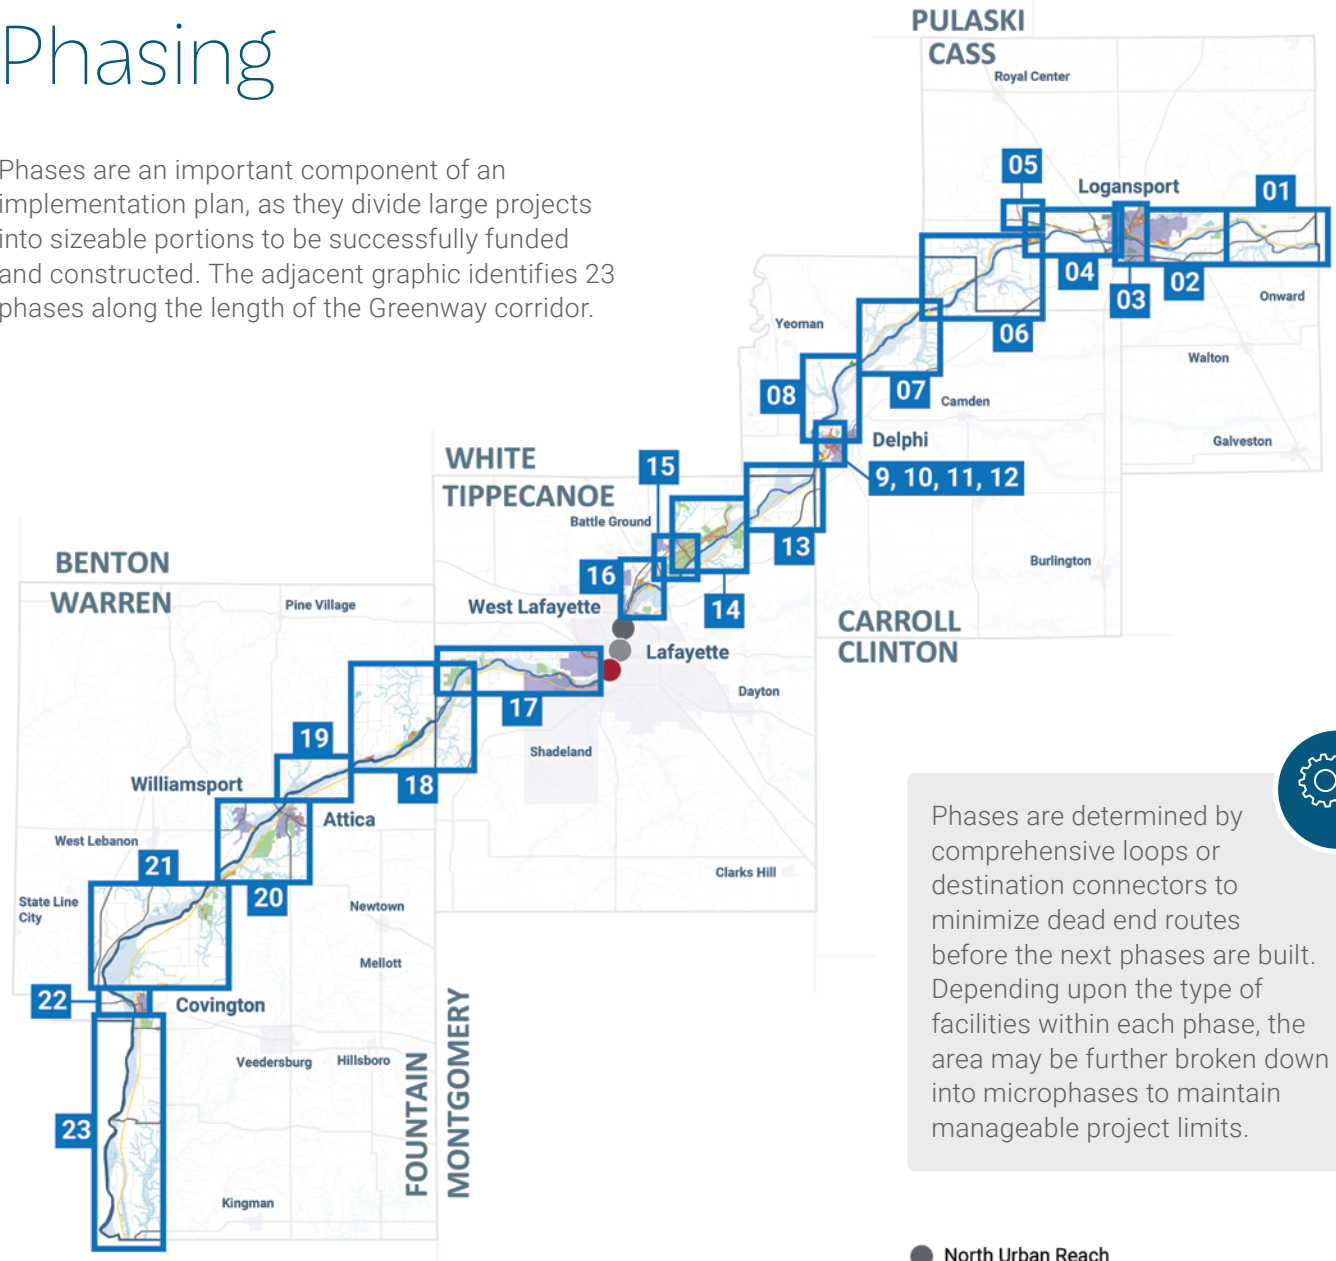 Phasing
Phases are an important component of an
implementation plan, as they divide large projects
into sizeable portions to be successfully funded
and constructed. The adjacent graphic identifies 23
phases along the length of the Greenway corridor.
PULASKI
CASS
Royal Center
05
Logansport
01
04
03
02
Onward
06
Yeoman
Walton
08
07
Camden
Delphi
Galveston
9, 10, 11, 12
WHITE
TIPPECANOE
15
Battle Ground
13
BENTON
WARREN
Pine Village
16
West Lafayette
14
Burlington
CARROLL
CLINTON
Lafayette
Dayton
17
19
Shadeland
18
Williamsport
Attica
West Lebanon
21
20
Clarks Hill
State Line
City
Newtown
Mellott
22
Covington
Veedersburg
Hillsboro
FOUNTAIN
MONTGOMERY
23
Kingman
Phases are determined by
comprehensive loops or
destination connectors to
minimize dead end routes
before the next phases are built.
Depending upon the type of
facilities within each phase, the
area may be further broken down
into microphases to maintain
manageable project limits.
North Urban Reach